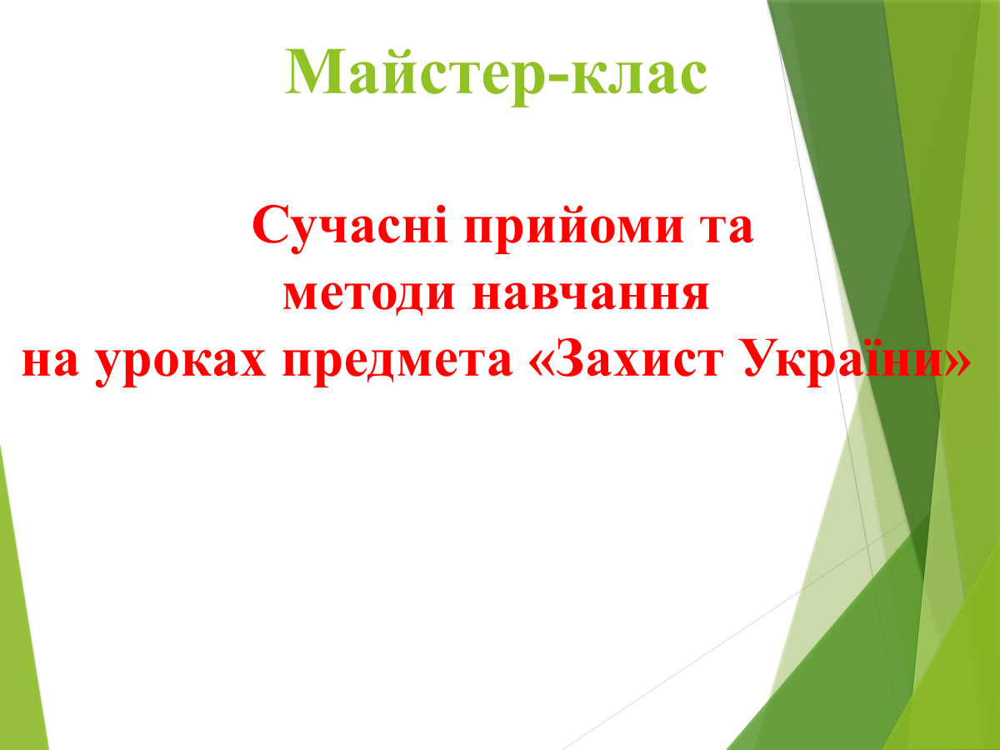 Майстер-клас
Сучасні прийоми та
методи навчання
на уроках предмета «Захист України»